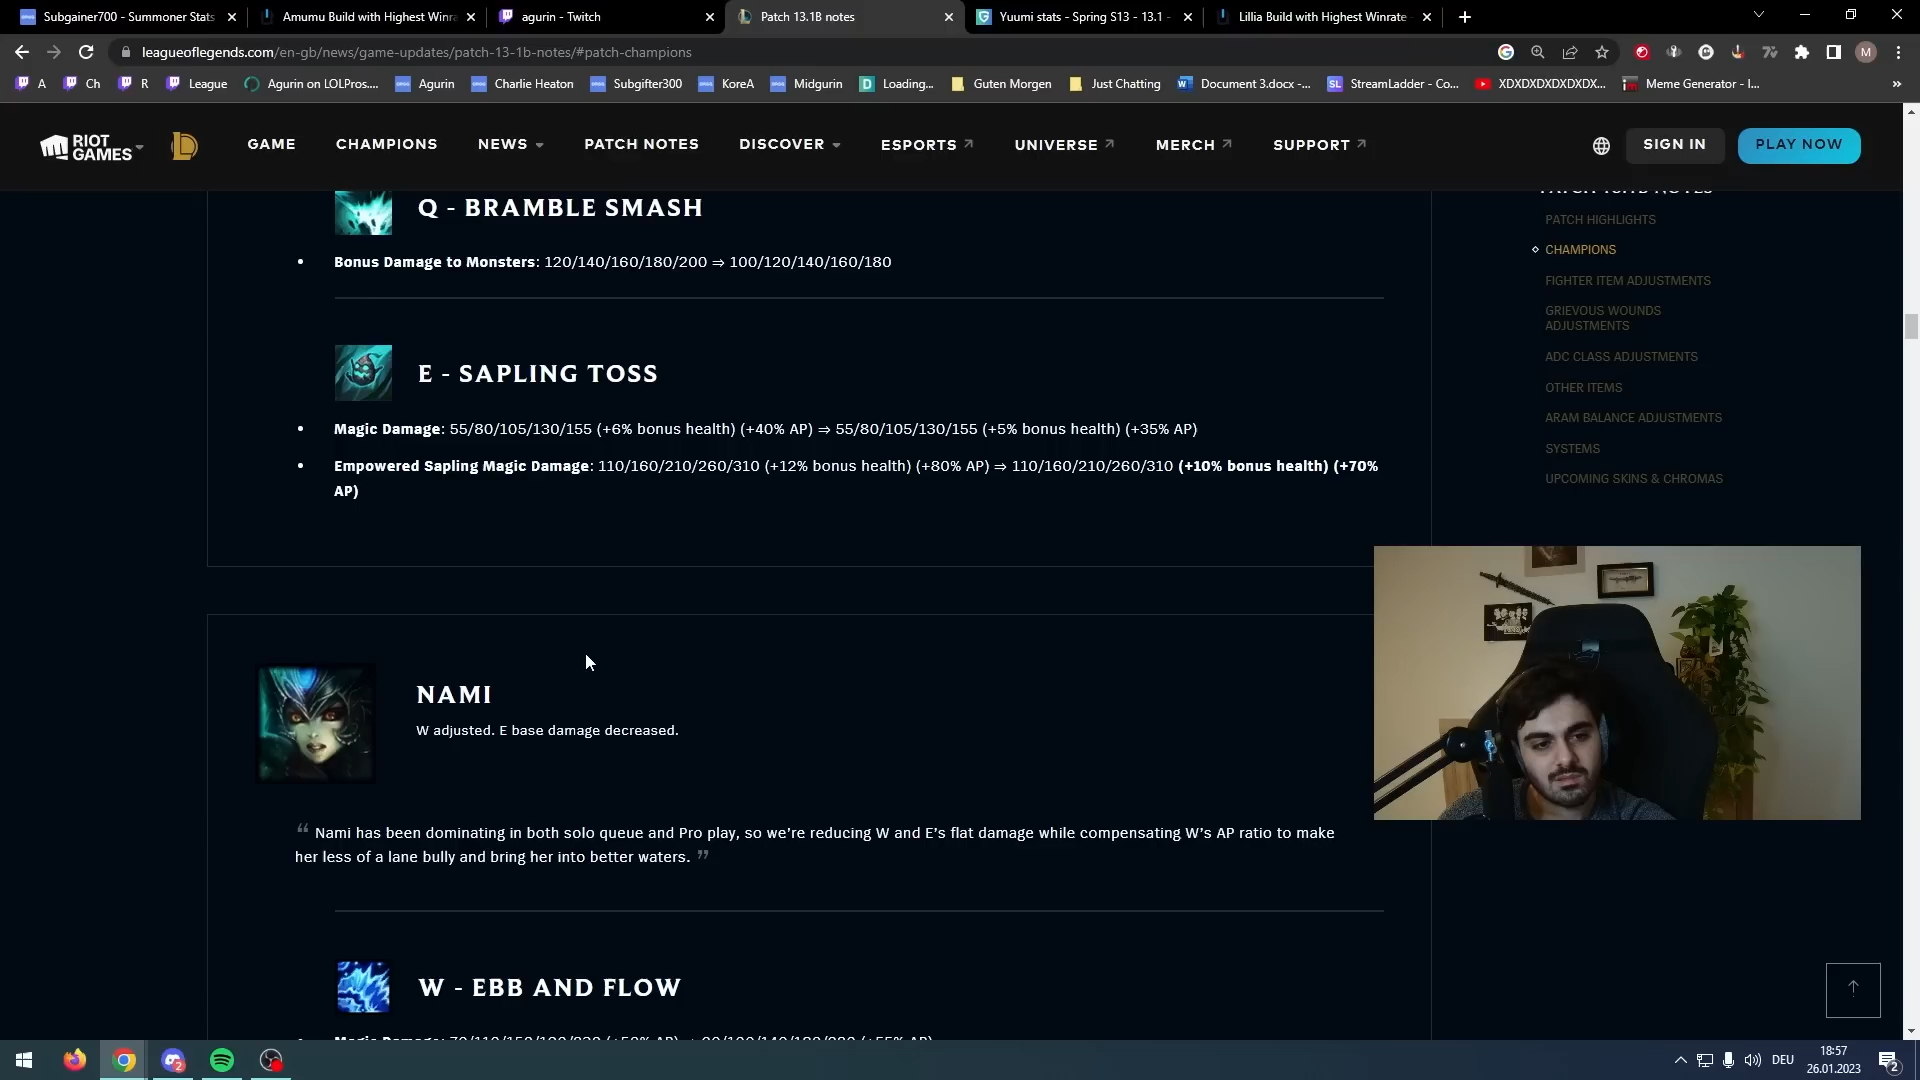 Subgainer700 - Summoner Stats
Amumu Build with Highest Winra
agurin - Twitch
Patch 13.1B notes
Yuumi stats - Spring S13 - 13.1 -
Lillia Build with Highest Winrate
leagueoflegends.com/en-gb/news/game-updates/patch-13-1b-notes/#patch-champions
A
Ch
R
League
Agurin on LOLPros....
Agurin
Charlie Heaton
Subgifter300
KoreA
Midgurin
Loading...
Guten Morgen
Just Chatting
Document 3.docx -...
StreamLadder - Co...
XDXDXDXDXDXDX...
Meme Generator - I...
RIOT GAMES
GAME
CHAMPIONS
NEWS
PATCH NOTES
DISCOVER
ESPORTS
UNIVERSE
MERCH
SUPPORT
SIGN IN
PLAY NOW
Q - BRAMBLE SMASH
Bonus Damage to Monsters: 120/140/160/180/200 ⇒ 100/120/140/160/180
E - SAPLING TOSS
Magic Damage: 55/80/105/130/155 (+6% bonus health) (+40% AP) ⇒ 55/80/105/130/155 (+5% bonus health) (+35% AP)
Empowered Sapling Magic Damage: 110/160/210/260/310 (+12% bonus health) (+80% AP) ⇒ 110/160/210/260/310 (+10% bonus health) (+70%
AP)
NAMI
W adjusted. E base damage decreased.
“ Nami has been dominating in both solo queue and Pro play, so we’re reducing W and E’s flat damage while compensating W’s AP ratio to make
her less of a lane bully and bring her into better waters. ”
W - EBB AND FLOW
PATCH 13.1B NOTES
PATCH HIGHLIGHTS
CHAMPIONS
FIGHTER ITEM ADJUSTMENTS
GRIEVOUS WOUNDS
ADJUSTMENTS
ADC CLASS ADJUSTMENTS
OTHER ITEMS
ARAM BALANCE ADJUSTMENTS
SYSTEMS
UPCOMING SKINS & CHROMAS
DEU
18:57
26.01.2023